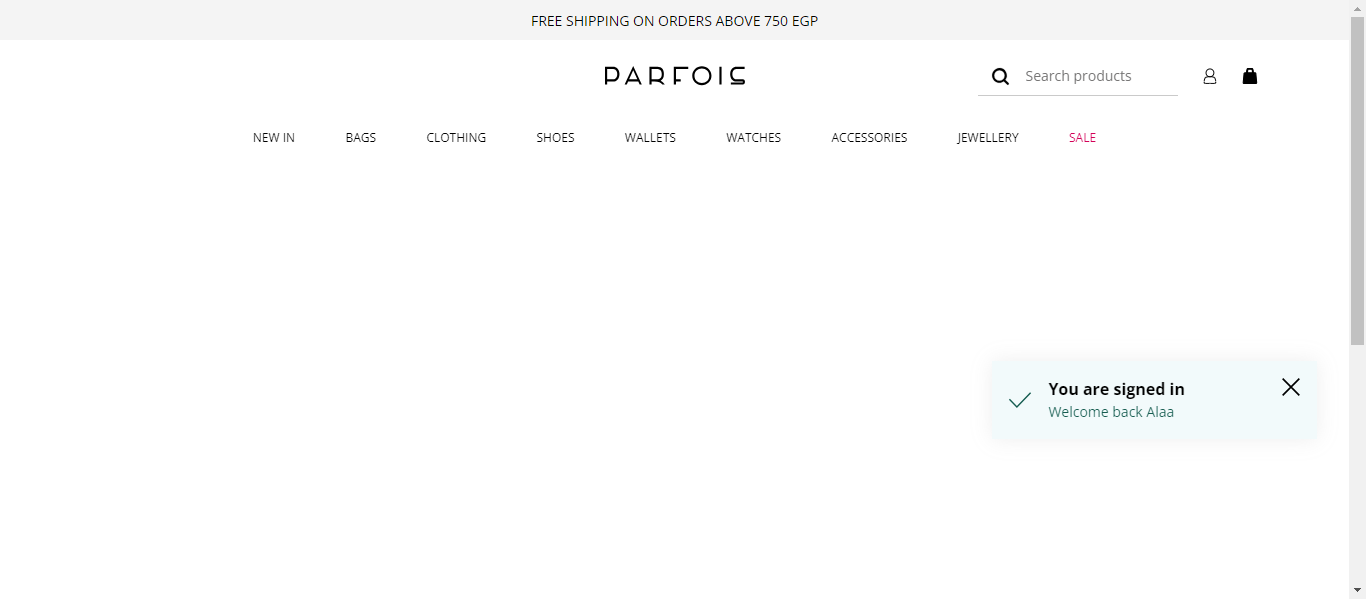 FREE SHIPPING ON ORDERS ABOVE 750 EGP
PARFOIS
Search products
NEW IN
BAGS
CLOTHING
SHOES
WALLETS
WATCHES
ACCESSORIES
JEWELLERY
SALE
You are signed in
Welcome back Alaa